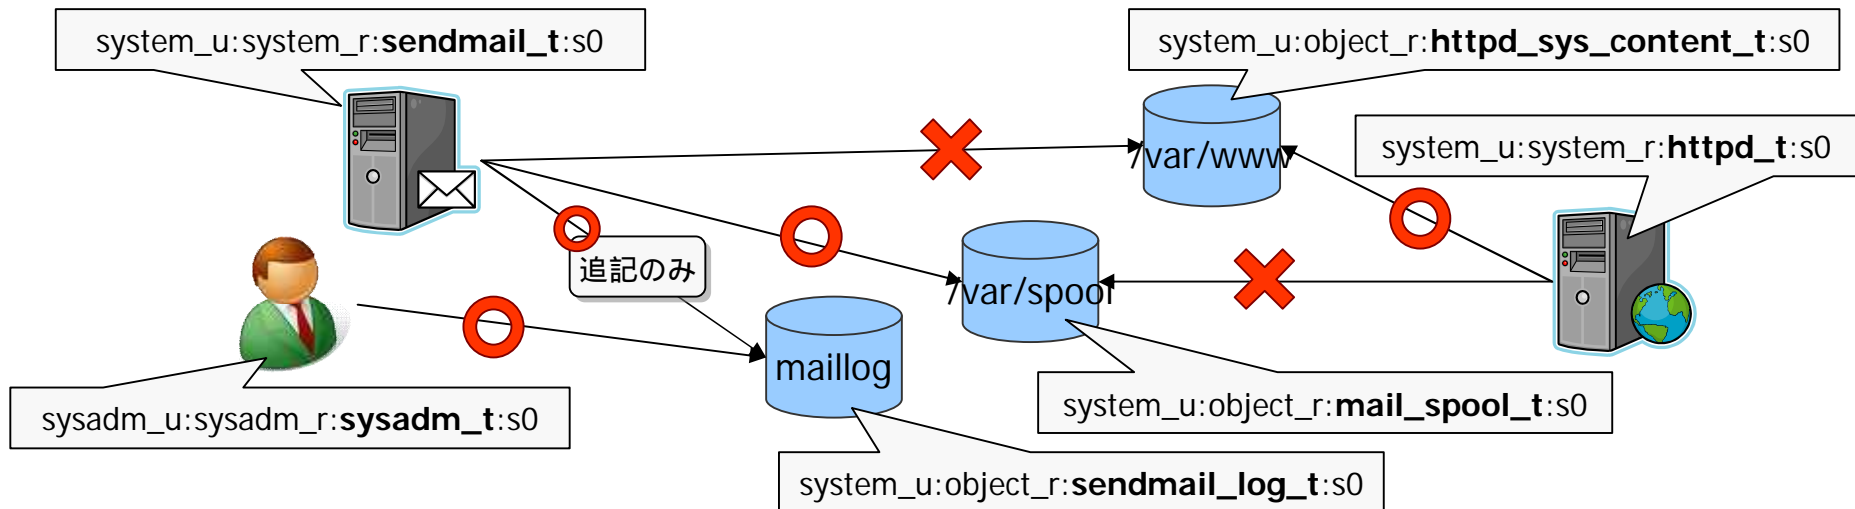 system_u:system_r:sendmail_t:s0
system_u:object_r:httpd_sys_content_t:s0
/var/www
system_u:system_r:httpd_t:s0
追記のみ
/var/spool
maillog
sysadm_u:sysadm_r:sysadm_t:s0
system_u:object_r:mail_spool_t:s0
system_u:object_r:sendmail_log_t:s0